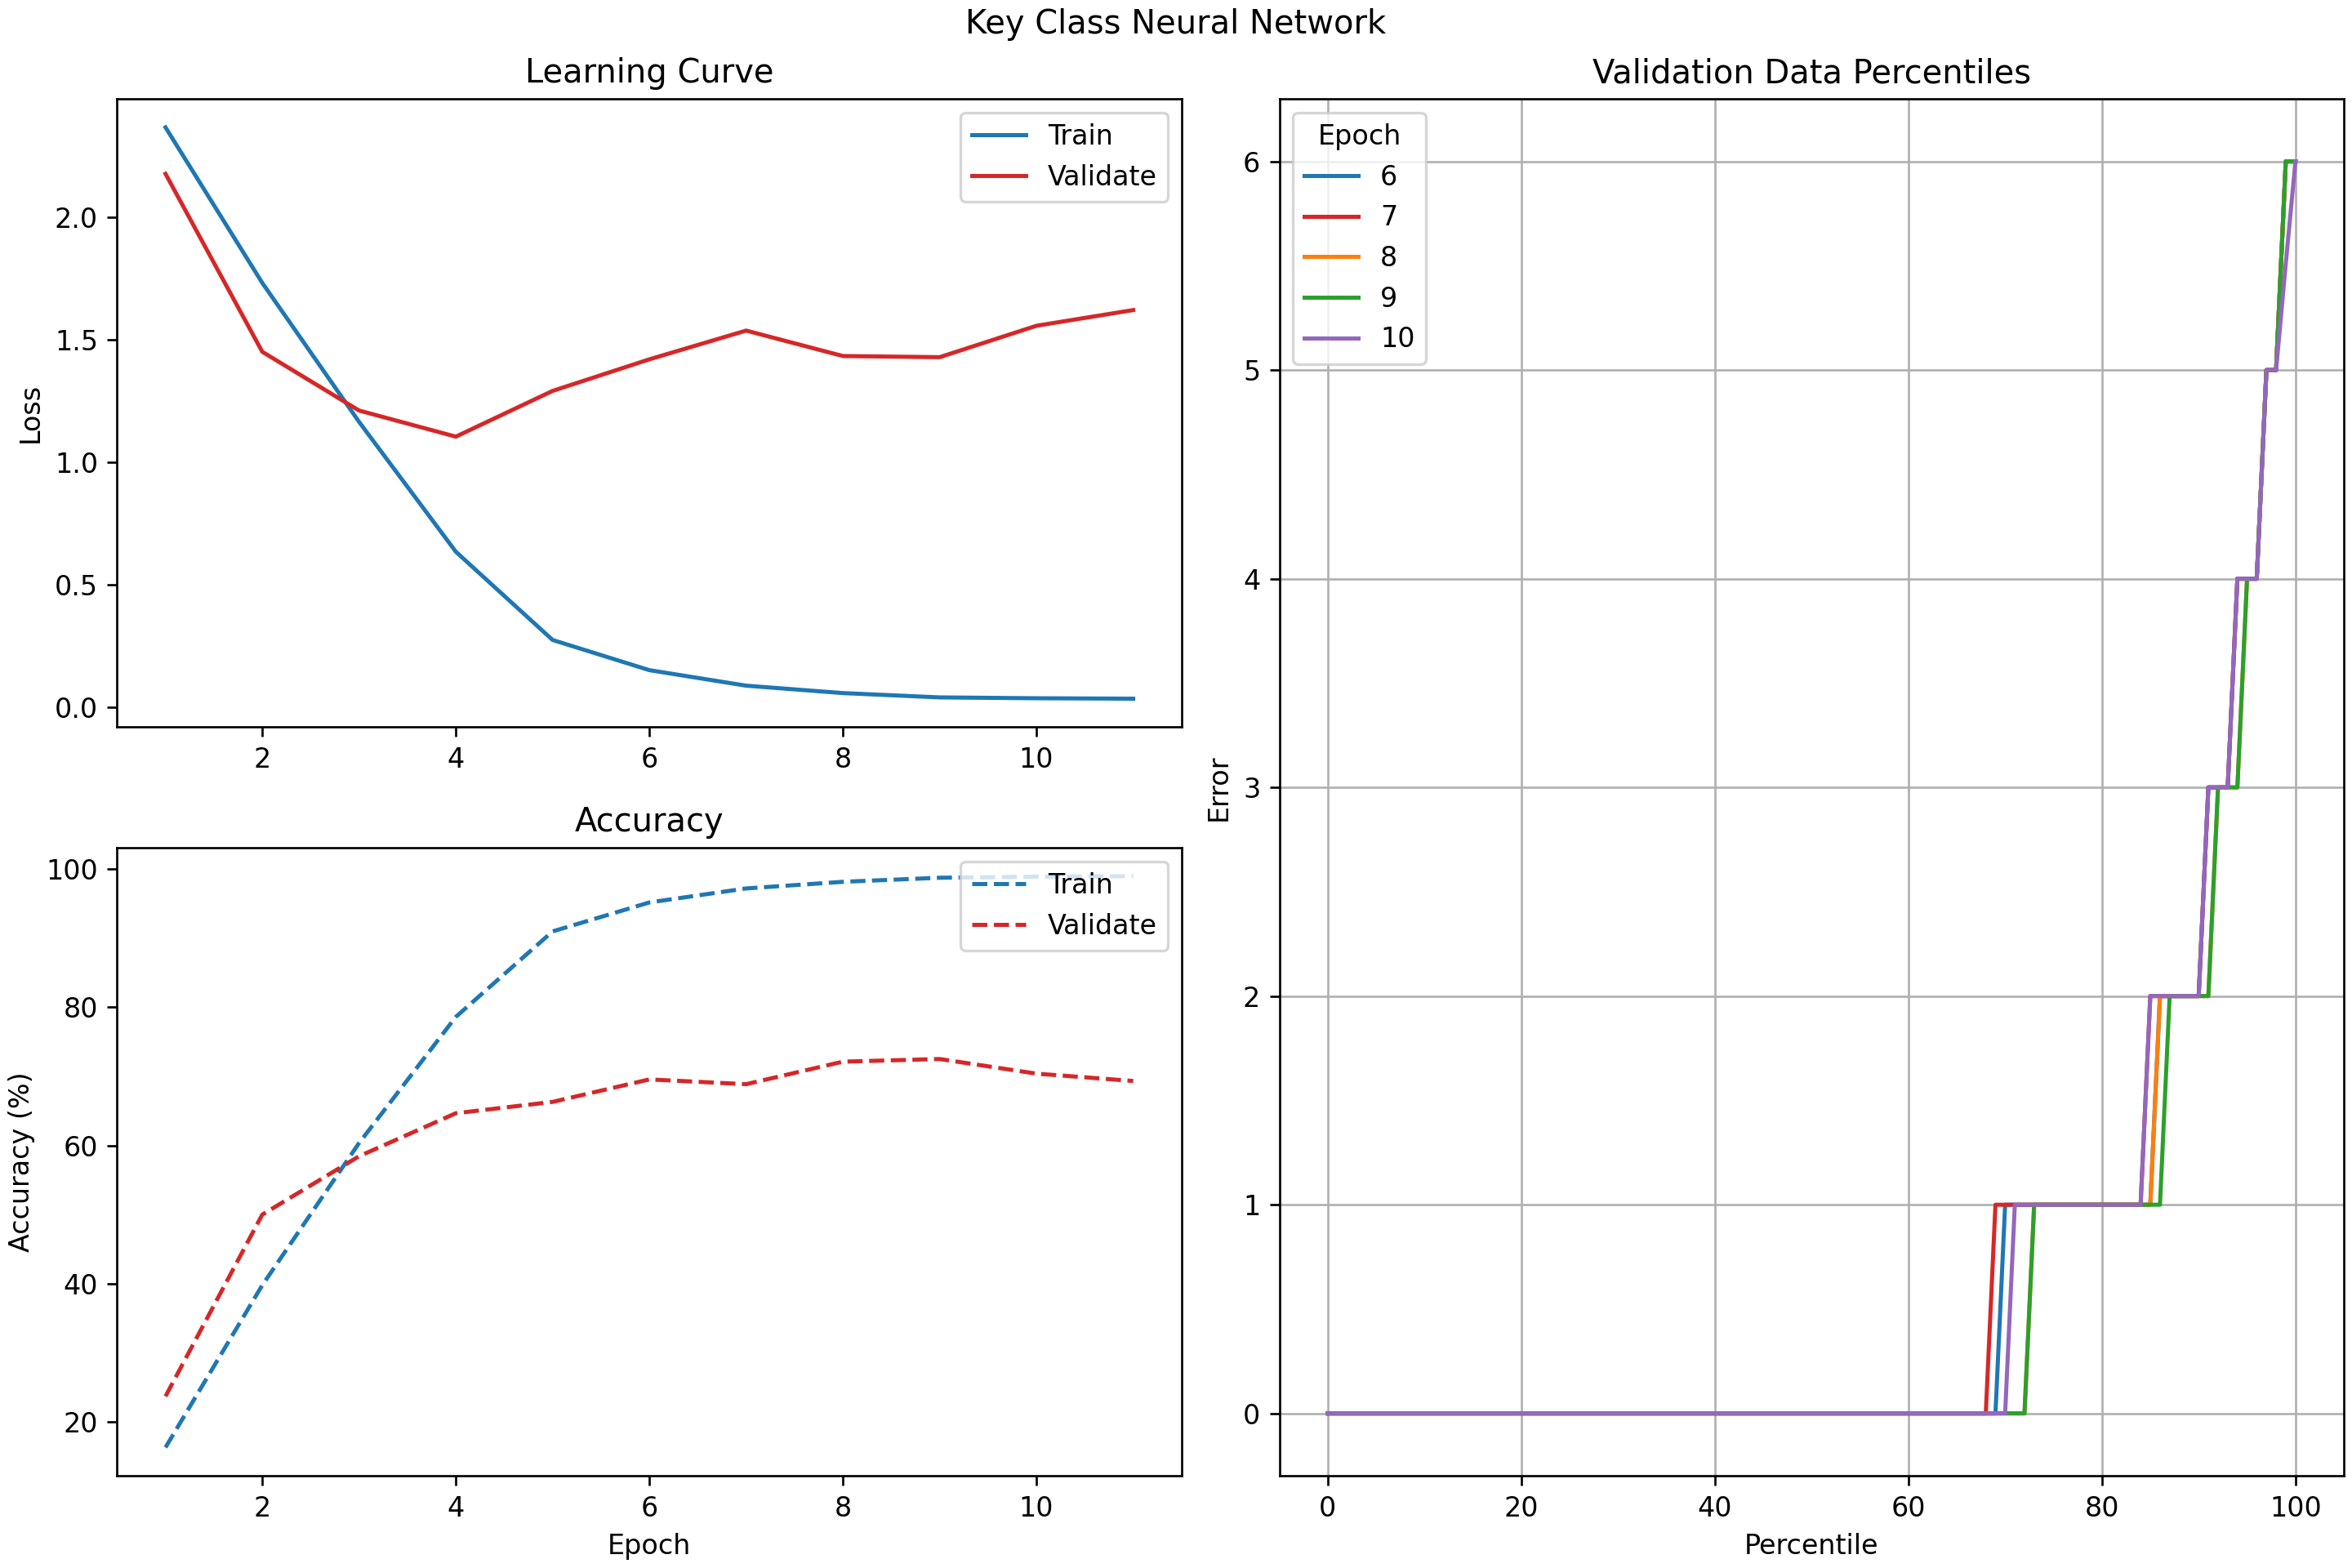 Key Class Neural Network
Learning Curve
Train
Validate
Loss
2.0
1.5
1.0
0.5
0.0
2 4 6 8 10
Accuracy
Train
Validate
Accuracy (%)
100
80
60
40
20
2 4 6 8 10
Epoch
Validation Data Percentiles
Epoch
6
7
8
9
10
Error
6
5
4
3
2
1
0
0 20 40 60 80 100
Percentile